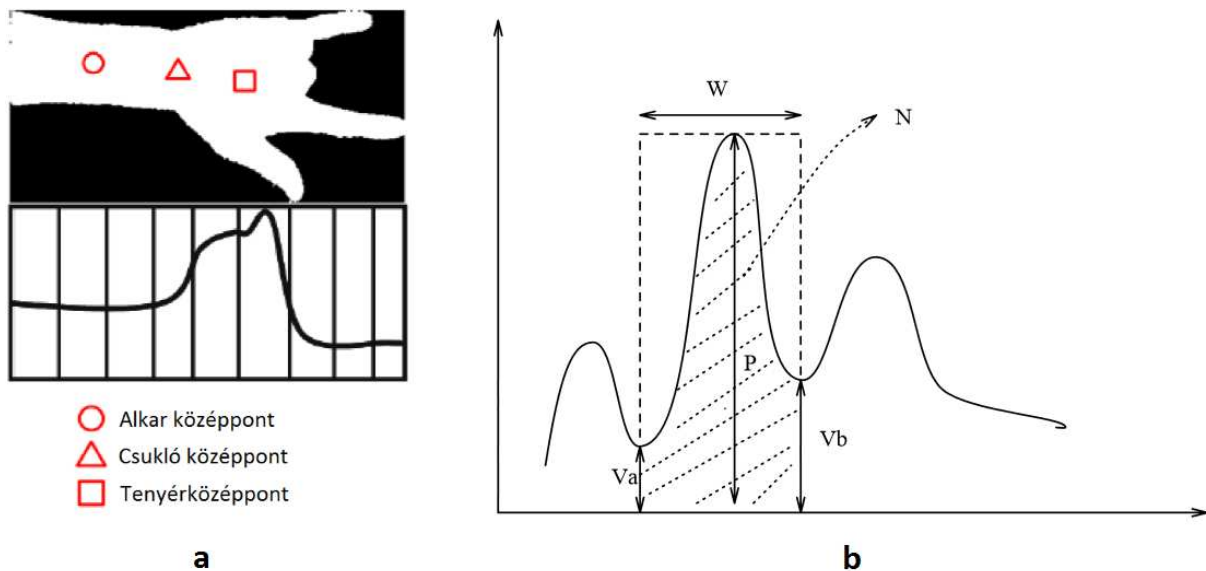 Alkar középpont
Csukló középpont
Tenyérközéppont
a
W
N
P
Va
Vb
b